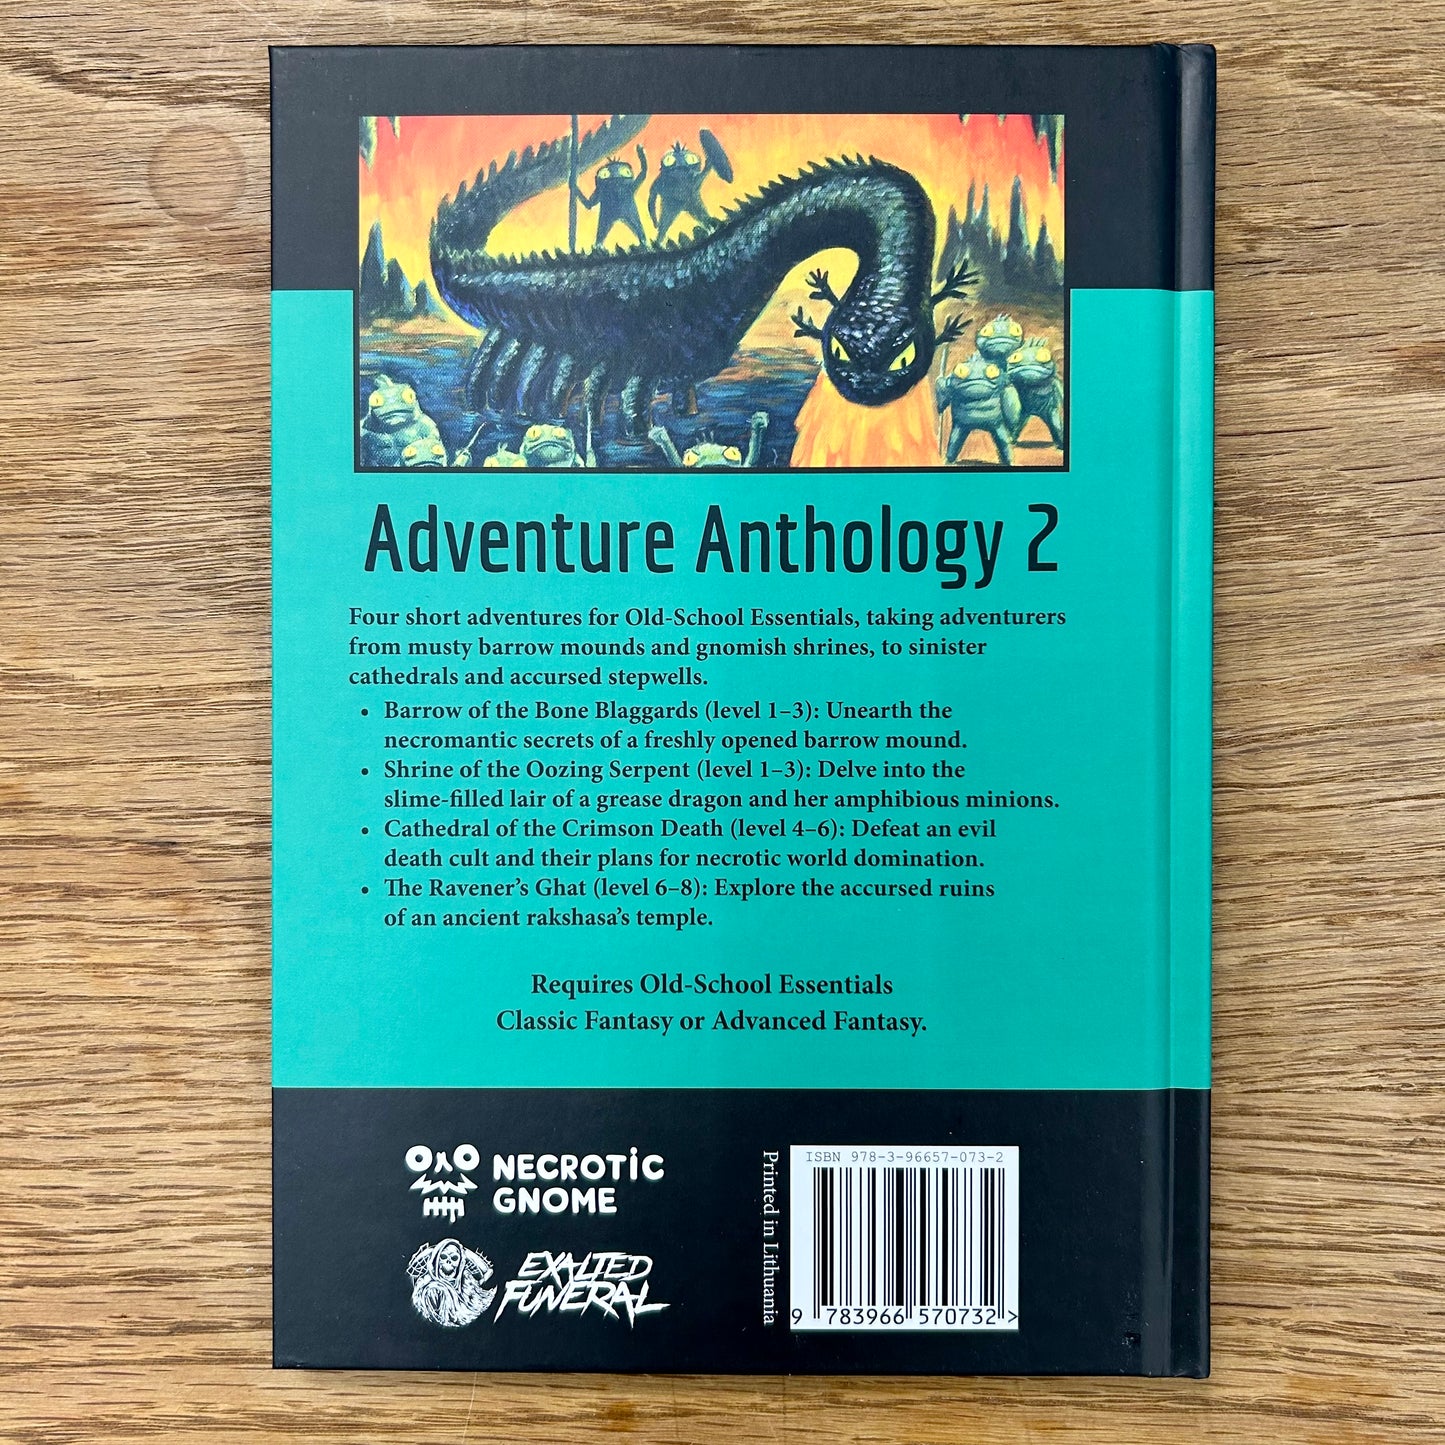 Adventure Anthology 2
Four short adventures for Old-School Essentials, taking adventurers
from musty barrow mounds and gnomish shrines, to sinister
cathedrals and accursed stepwells.
• Barrow of the Bone Blaggards (level 1–3): Unearth the
necromantic secrets of a freshly opened barrow mound.
• Shrine of the Oozing Serpent (level 1–3): Delve into the
slime-filled lair of a grease dragon and her amphibious minions.
• Cathedral of the Crimson Death (level 4–6): Defeat an evil
death cult and their plans for necrotic world domination.
• The Ravener’s Ghat (level 6–8): Explore the accursed ruins
of an ancient rakshasa’s temple.
Requires Old-School Essentials
Classic Fantasy or Advanced Fantasy.
NECROTIC
GNOME
EXALTED
FUNERAL
Printed in Lithuania
ISBN 978-3-96657-073-2
9 783966 570732 >